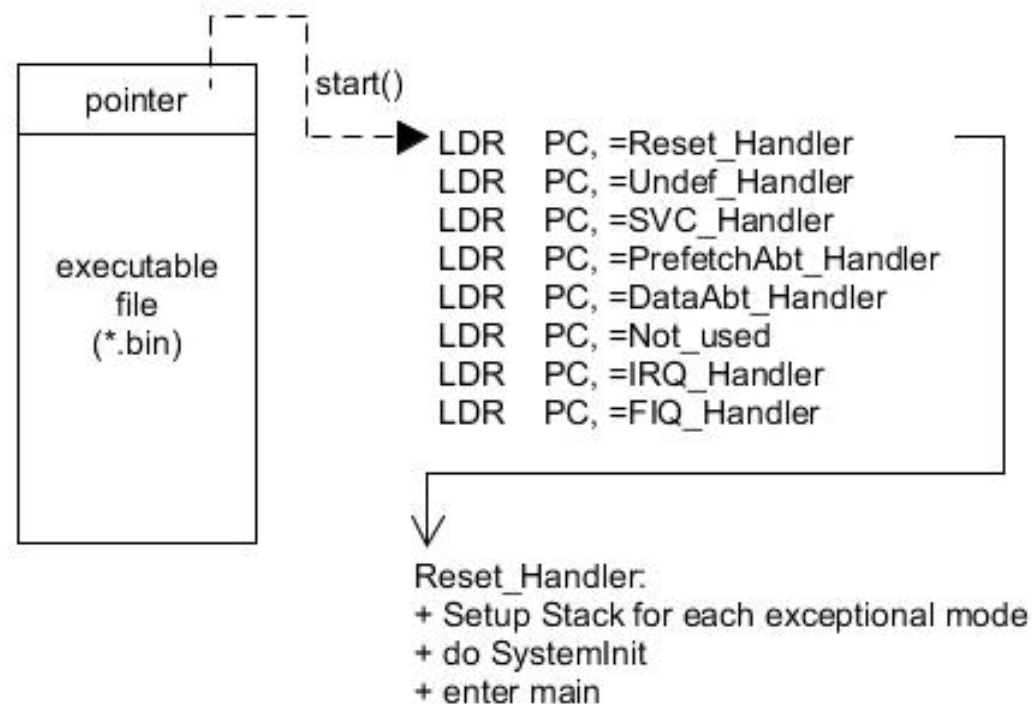 pointer
start()
executable
file
(*.bin)
LDR PC, =Reset_Handler
LDR PC, =Undef_Handler
LDR PC, =SVC_Handler
LDR PC, =PrefetchAbt_Handler
LDR PC, =DataAbt_Handler
LDR PC, =Not_used
LDR PC, =IRQ_Handler
LDR PC, =FIQ_Handler
Reset_Handler:
+ Setup Stack for each exceptional mode
+ do SystemInit
+ enter main